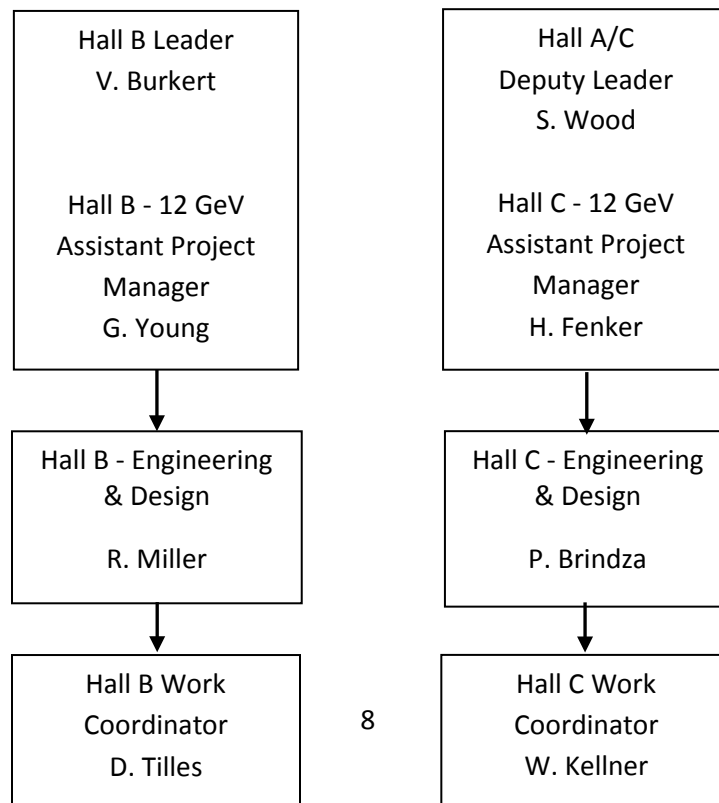 Hall B Leader
V. Burkert
Hall B - 12 GeV
Assistant Project
Manager
G. Young
Hall A/C
Deputy Leader
S. Wood
Hall C - 12 GeV
Assistant Project
Manager
H. Fenker
Hall B - Engineering
& Design
R. Miller
Hall C - Engineering
& Design
P. Brindza
Hall B Work
Coordinator
D. Tilles
8
Hall C Work
Coordinator
W. Kellner